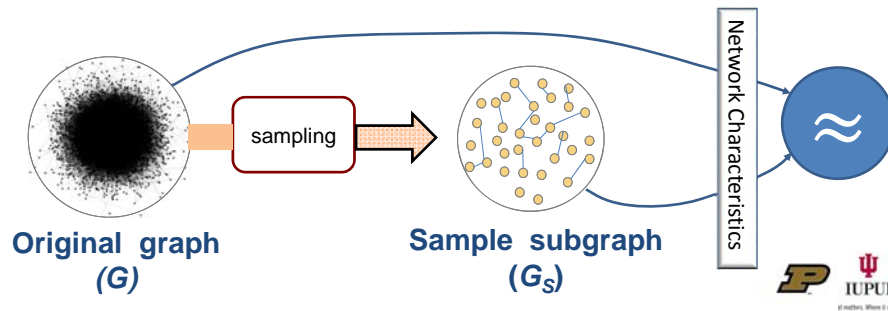 sampling
Original graph
(G)
Sample subgraph
(GS)
Network Characteristics
≈
P
IUPUI